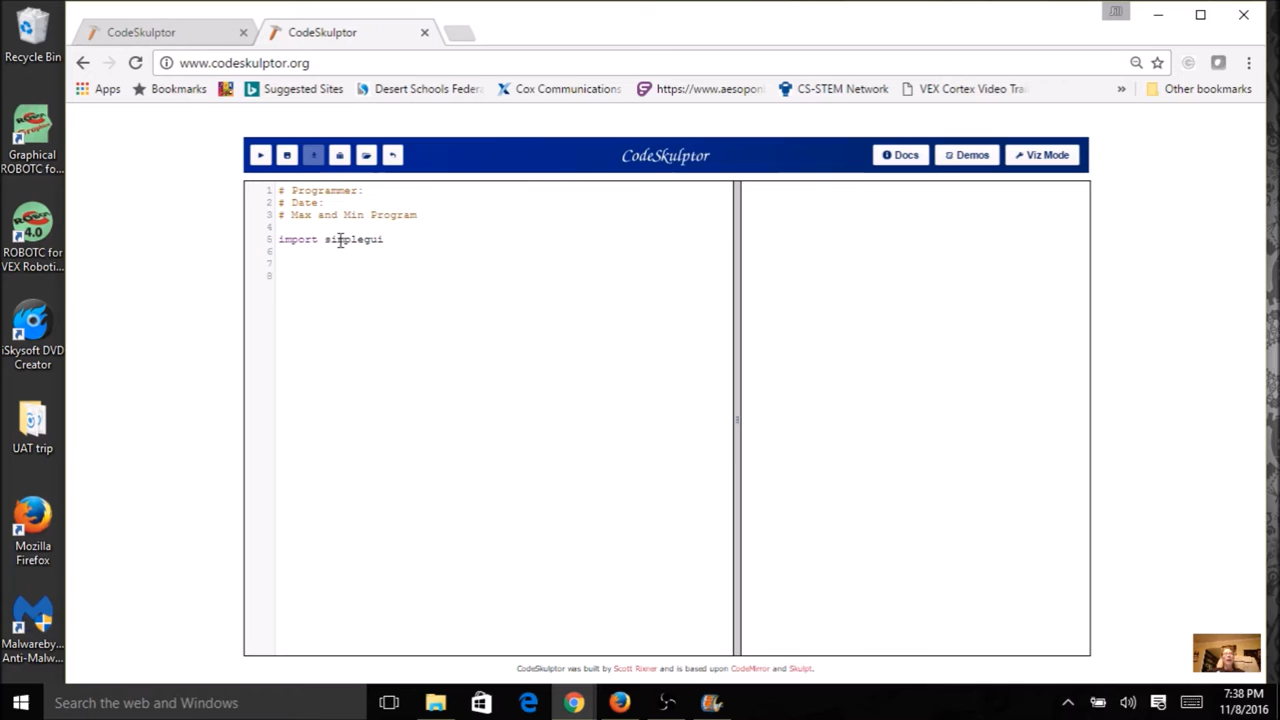 Recycle Bin
Graphical
ROBOTC fo...
ROBOTC for
VEX Roboti...
iSkysoft DVD
Creator
UAT trip
Mozilla
Firefox
Malwareby...
Anti-Malw...
CodeSkulptor
CodeSkulptor
Jill
www.codeskulptor.org
Apps
Bookmarks
Suggested Sites
Desert Schools Federa
Cox Communications
https://www.aesopon
CS-STEM Network
VEX Cortex Video Trai
»
Other bookmarks
CodeSkulptor
Docs
Demos
Viz Mode
1 # Programmer:
2 # Date:
3 # Max and Min Program
4
5 import simplegui
6
7
8
CodeSkulptor was built by Scott Rixner and is based upon CodeMirror and Skulpt.
Search the web and Windows
7:38 PM
11/8/2016